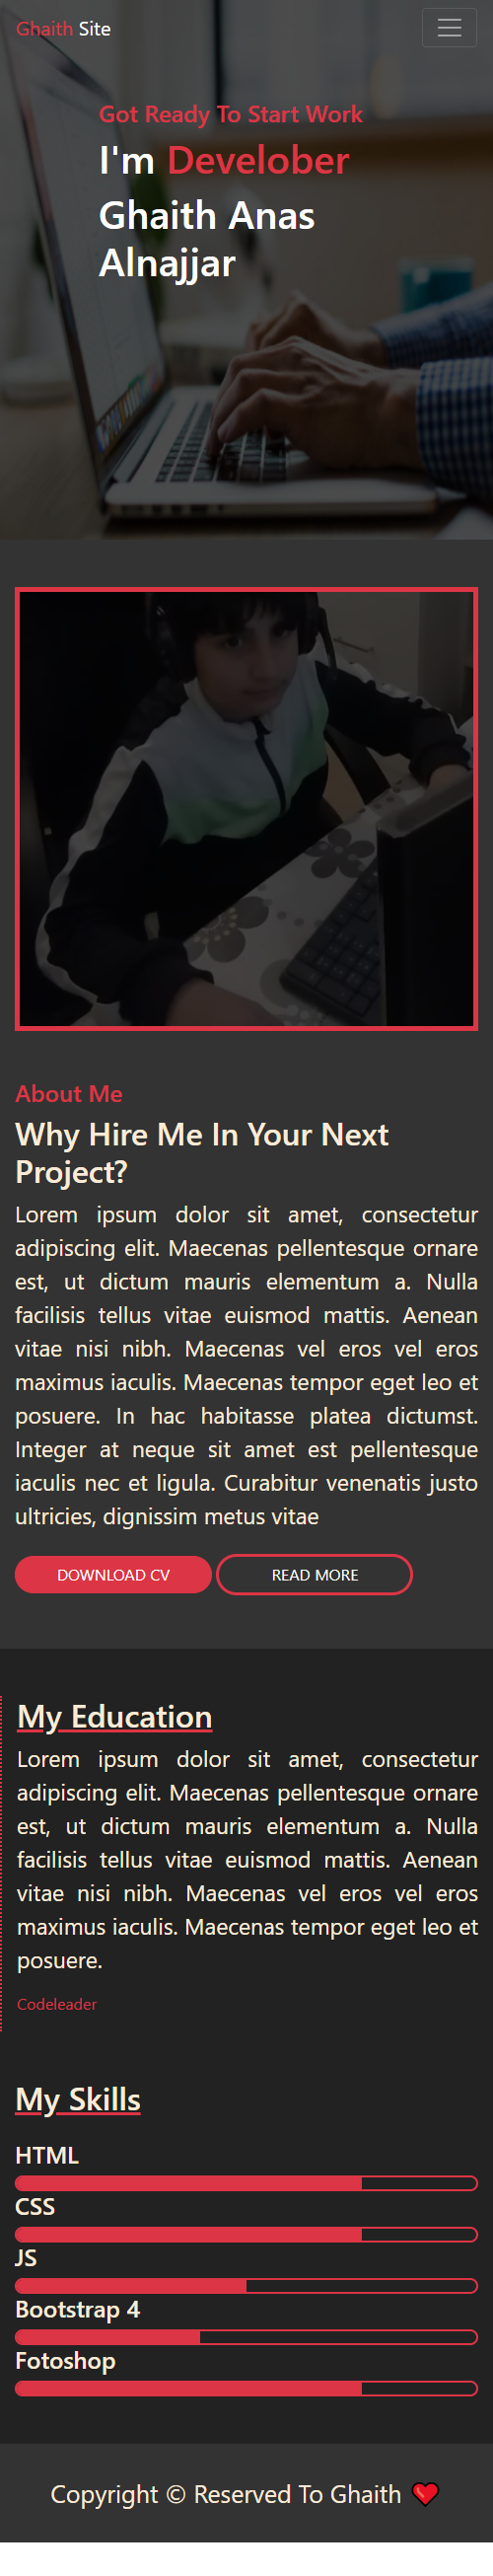 Ghaith Site
Got Ready To Start Work
I'm Develober
Ghaith Anas
Alnajjar
About Me
Why Hire Me In Your Next
Project?
Lorem ipsum dolor sit amet, consectetur
adipiscing elit. Maecenas pellentesque ornare
est, ut dictum mauris elementum a. Nulla
facilisis tellus vitae euismod mattis. Aenean
vitae nisi nibh. Maecenas vel eros vel eros
maximus iaculis. Maecenas tempor eget leo et
posuere. In hac habitasse platea dictumst.
Integer at neque sit amet est pellentesque
iaculis nec et ligula. Curabitur venenatis justo
ultricies, dignissim metus vitae
DOWNLOAD CV READ MORE
My Education
Lorem ipsum dolor sit amet, consectetur
adipiscing elit. Maecenas pellentesque ornare
est, ut dictum mauris elementum a. Nulla
facilisis tellus vitae euismod mattis. Aenean
vitae nisi nibh. Maecenas vel eros vel eros
maximus iaculis. Maecenas tempor eget leo et
posuere.
Codeleader
My Skills
HTML
CSS
JS
Bootstrap 4
Fotoshop
Copyright © Reserved To Ghaith ❤